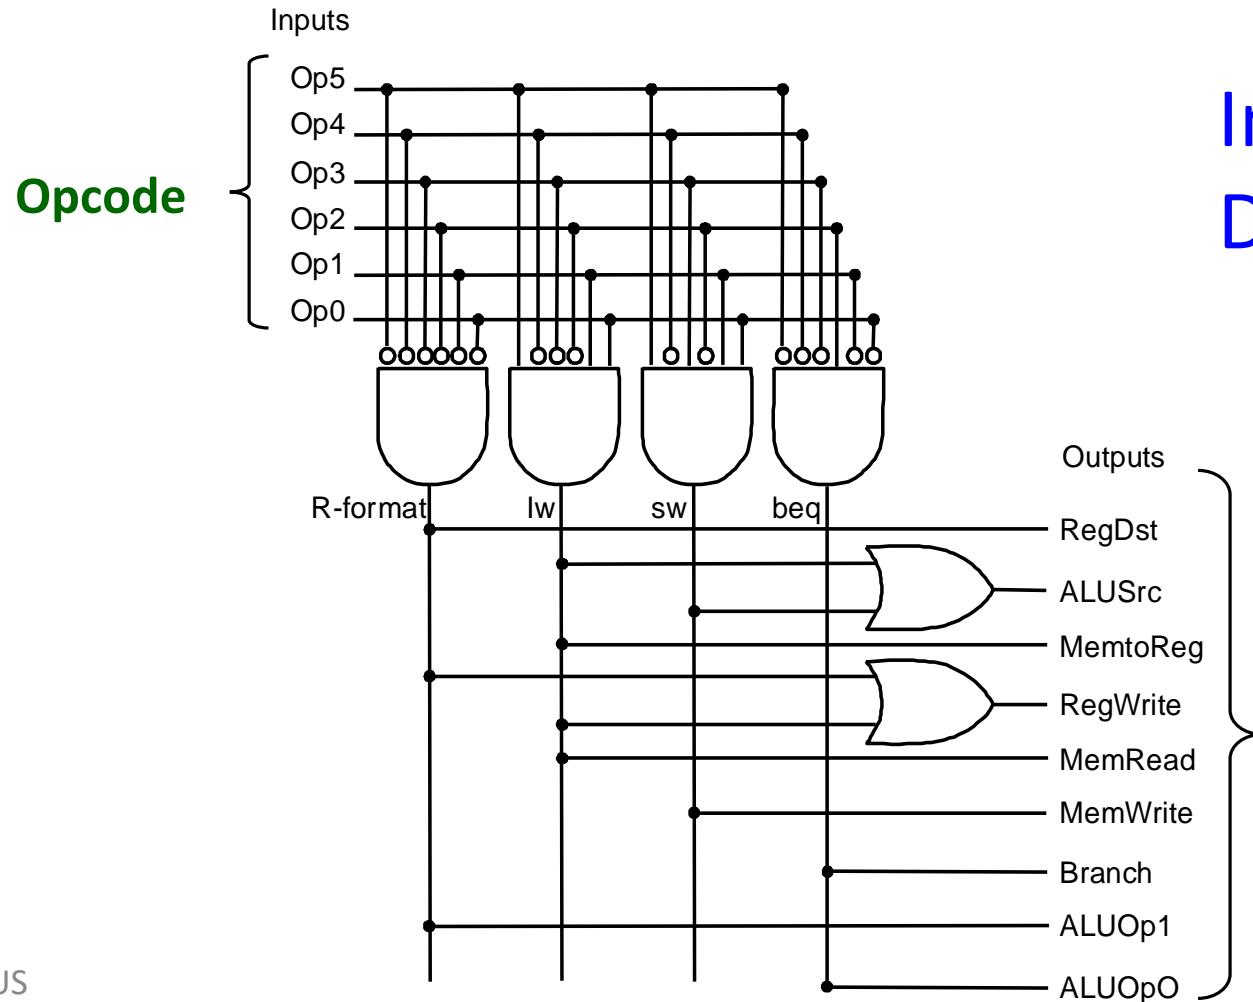 Inputs
Op5
Op4
Op3
Op2
Op1
Op0
Opcode
R-format
lw
sw
beq
Outputs
RegDst
ALUSrc
MemtoReg
RegWrite
MemRead
MemWrite
Branch
ALUOp1
ALUOpO